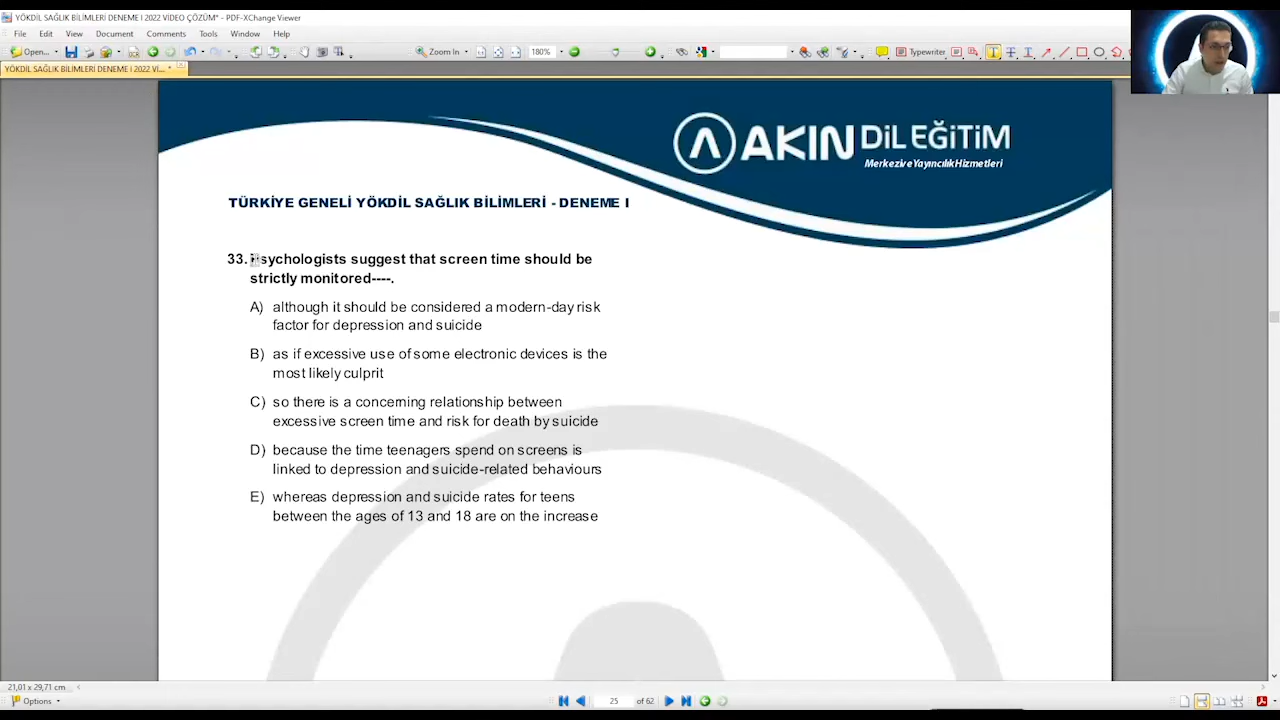 YÖKDİL SAĞLIK BİLİMLERİ DENEME I 2022 VİDEO ÇÖZÜM* - PDF-XChange Viewer
File Edit View Document Comments Tools Window Help
Open... Zoom In 180% Typewriter
YÖKDİL SAĞLIK BİLİMLERİ DENEME I 2022 Vİ... *
AKIN DİL EĞİTİM
Merkezi ve Yayıncılık Hizmetleri
TÜRKİYE GENELİ YÖKDİL SAĞLIK BİLİMLERİ - DENEME I
33. Psychologists suggest that screen time should be
strictly monitored----.
A) although it should be considered a modern-day risk
factor for depression and suicide
B) as if excessive use of some electronic devices is the
most likely culprit
C) so there is a concerning relationship between
excessive screen time and risk for death by suicide
D) because the time teenagers spend on screens is
linked to depression and suicide-related behaviours
E) whereas depression and suicide rates for teens
between the ages of 13 and 18 are on the increase
21,01 x 29,71 cm
Options 25 of 62